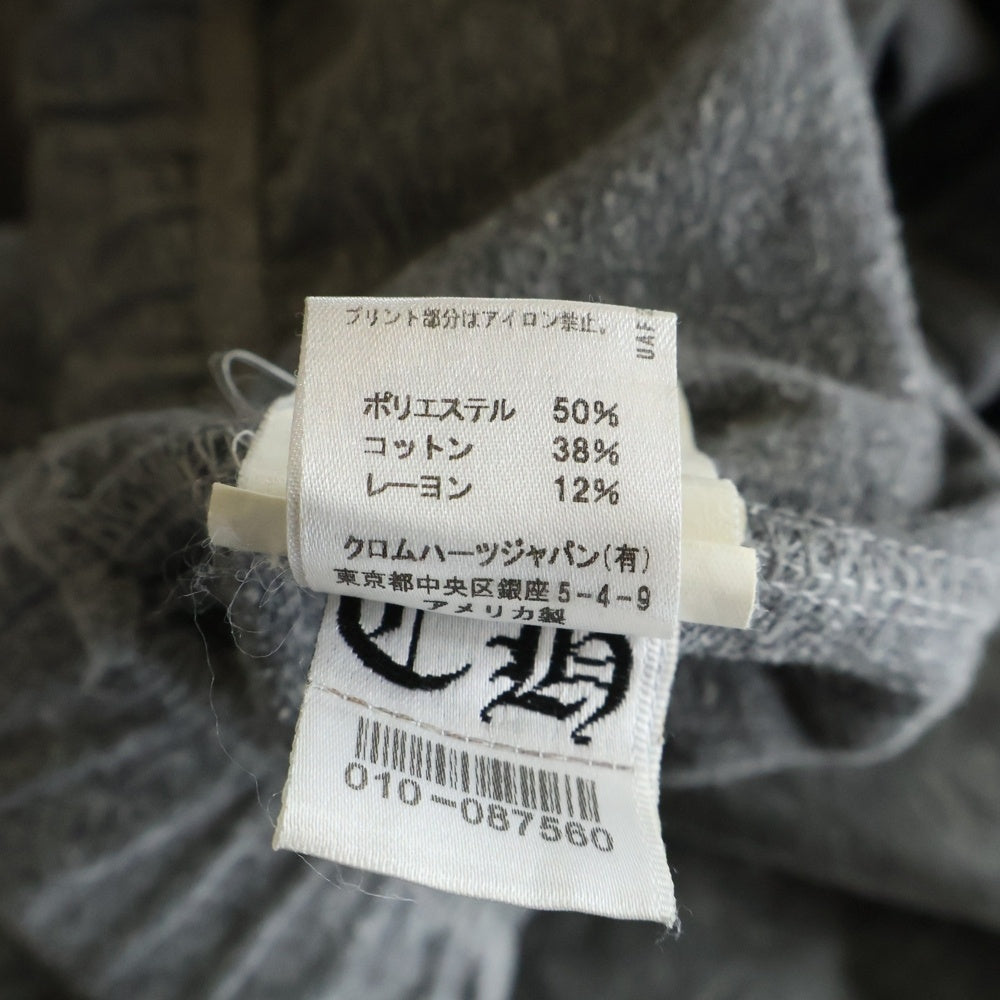 プリント部分はアイロン禁止。
UAF
ポリエステル 50%
コットン 38%
レーヨン 12%
クロムハーツジャパン(有)
東京都中央区銀座5-4-9
アメリカ製
CH
010-087560